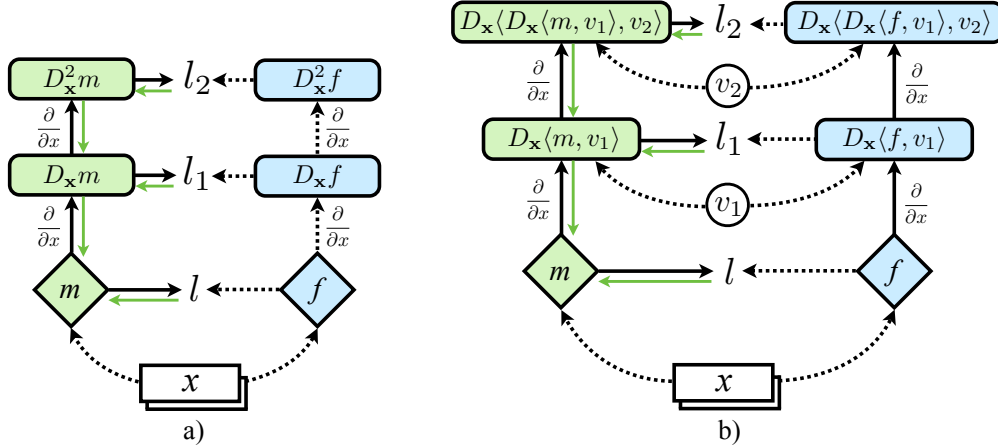 D²ₓm l₂ D²ₓf
∂/∂x ∂/∂x
Dₓm l₁ Dₓf
∂/∂x ∂/∂x
m l f
x
a)
Dₓ⟨Dₓ⟨m, v₁⟩, v₂⟩ l₂ Dₓ⟨Dₓ⟨f, v₁⟩, v₂⟩
∂/∂x v₂ ∂/∂x
Dₓ⟨m, v₁⟩ l₁ Dₓ⟨f, v₁⟩
∂/∂x v₁ ∂/∂x
m l f
x
b)